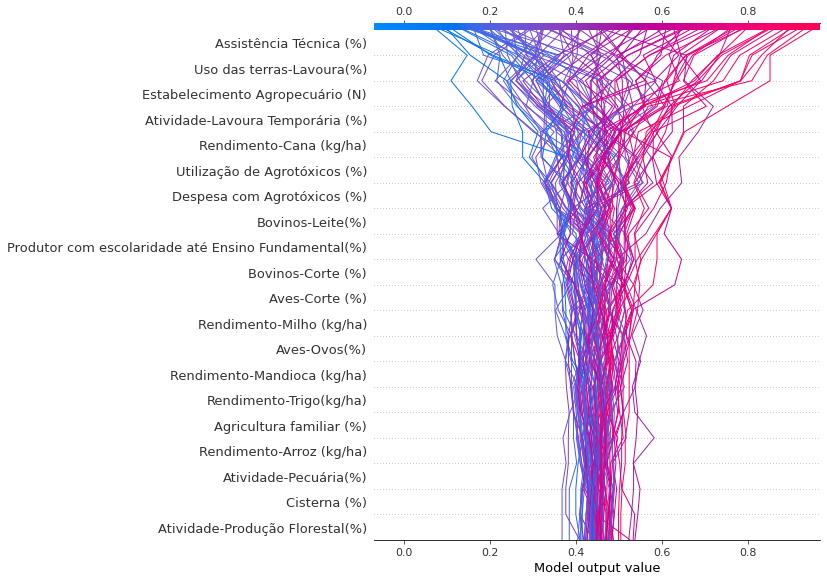 0.0 0.2 0.4 0.6 0.8
Assistência Técnica (%)
Uso das terras-Lavoura(%)
Estabelecimento Agropecuário (N)
Atividade-Lavoura Temporária (%)
Rendimento-Cana (kg/ha)
Utilização de Agrotóxicos (%)
Despesa com Agrotóxicos (%)
Bovinos-Leite(%)
Produtor com escolaridade até Ensino Fundamental(%)
Bovinos-Corte (%)
Aves-Corte (%)
Rendimento-Milho (kg/ha)
Aves-Ovos(%)
Rendimento-Mandioca (kg/ha)
Rendimento-Trigo(kg/ha)
Agricultura familiar (%)
Rendimento-Arroz (kg/ha)
Atividade-Pecuária(%)
Cisterna (%)
Atividade-Produção Florestal(%)
0.0 0.2 0.4 0.6 0.8
Model output value